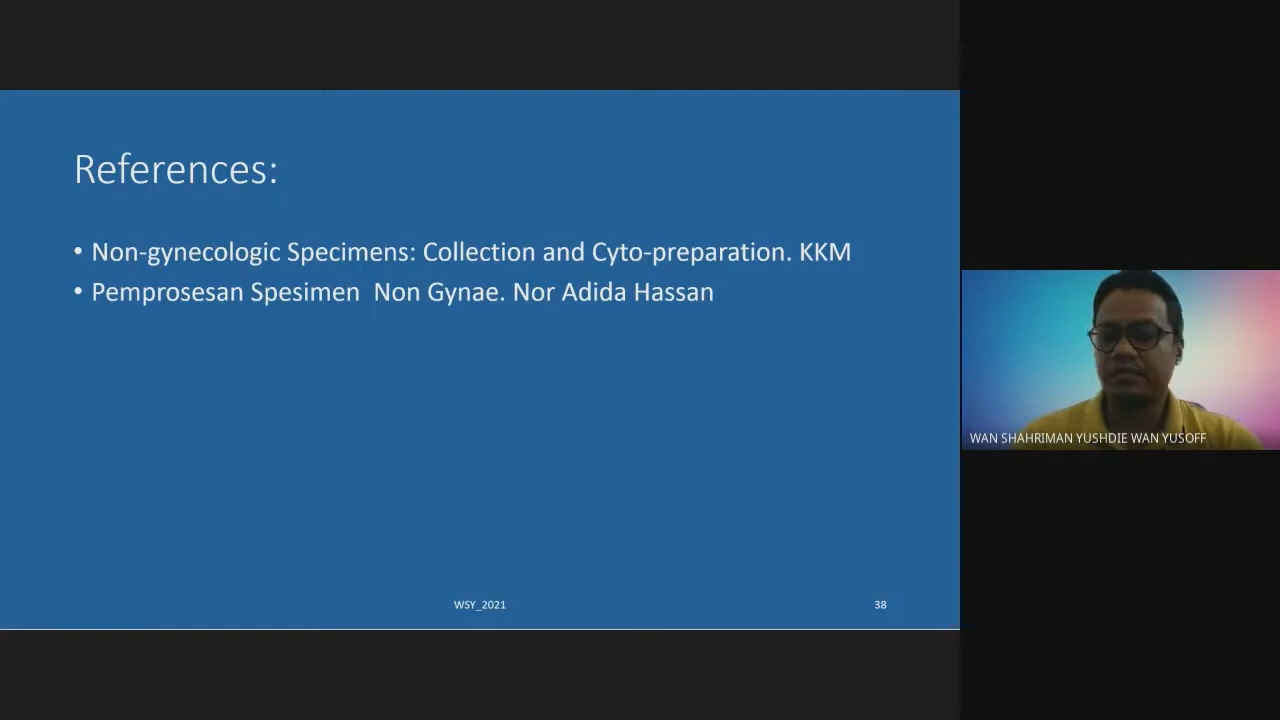 References:
• Non-gynecologic Specimens: Collection and Cyto-preparation. KKM
• Pemprosesan Spesimen  Non Gynae. Nor Adida Hassan
WSY_2021
38
WAN SHAHRIMAN YUSHDIE WAN YUSOFF